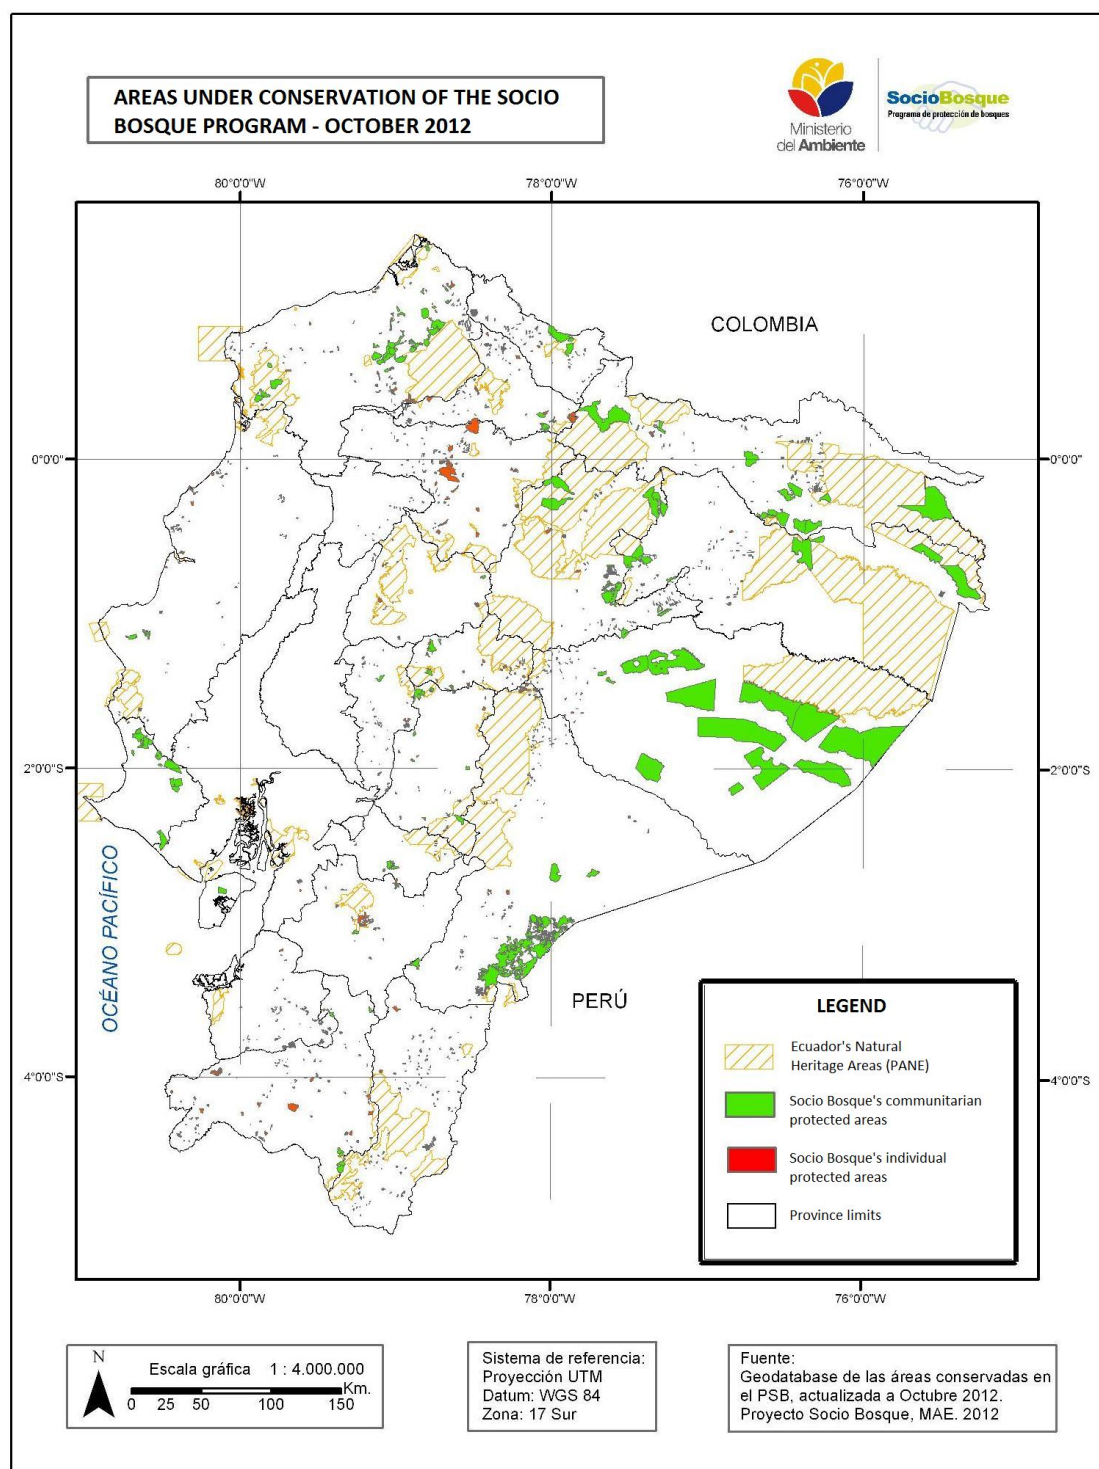 AREAS UNDER CONSERVATION OF THE SOCIO
BOSQUE PROGRAM - OCTOBER 2012
Ministerio
del Ambiente
SocioBosque
Programa de protección de bosques
80°0'0"W
78°0'0"W
76°0'0"W
COLOMBIA
0°0'0"
0°0'0"
2°0'0"S
2°0'0"S
OCÉANO PACÍFICO
PERÚ
4°0'0"S
4°0'0"S
LEGEND
Ecuador's Natural
Heritage Areas (PANE)
Socio Bosque's communitarian
protected areas
Socio Bosque's individual
protected areas
Province limits
80°0'0"W
78°0'0"W
76°0'0"W
N
Escala gráfica 1 : 4.000.000
Km.
0 25 50 100 150
Sistema de referencia:
Proyección UTM
Datum: WGS 84
Zona: 17 Sur
Fuente:
Geodatabase de las áreas conservadas en
el PSB, actualizada a Octubre 2012.
Proyecto Socio Bosque, MAE. 2012